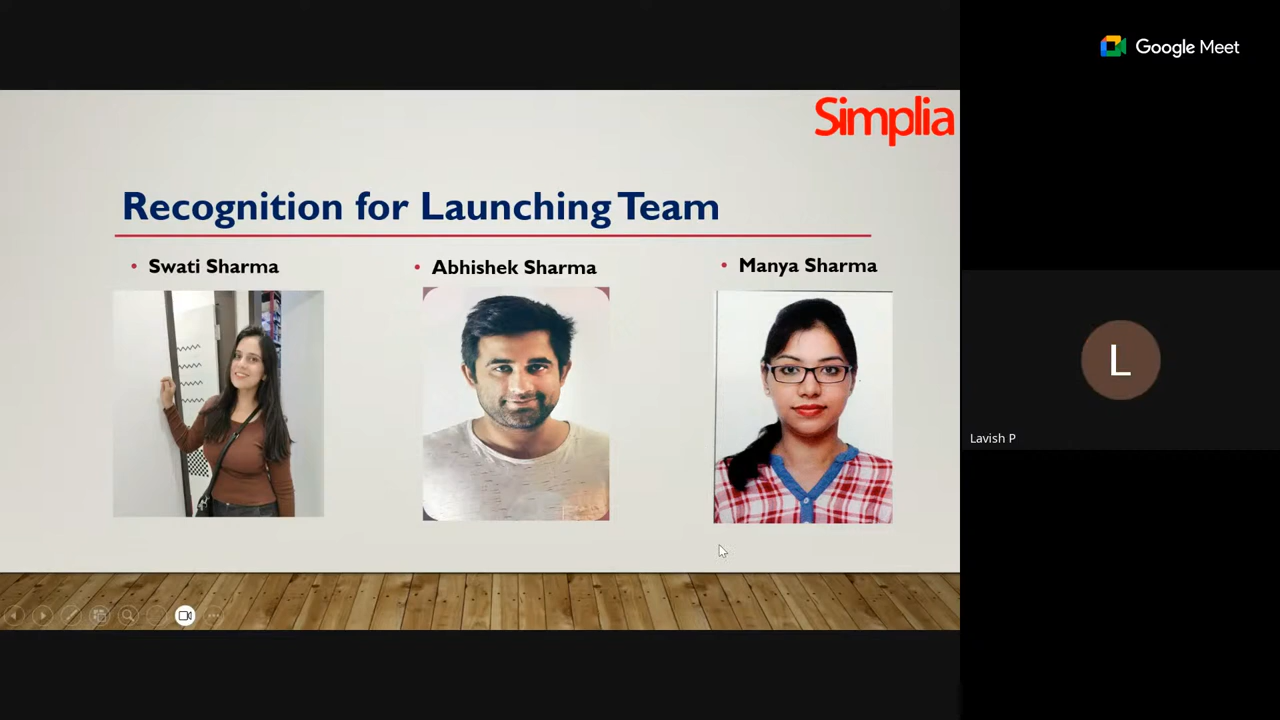 Google Meet
Simplia
Recognition for Launching Team
• Swati Sharma
• Abhishek Sharma
• Manya Sharma
L
Lavish P